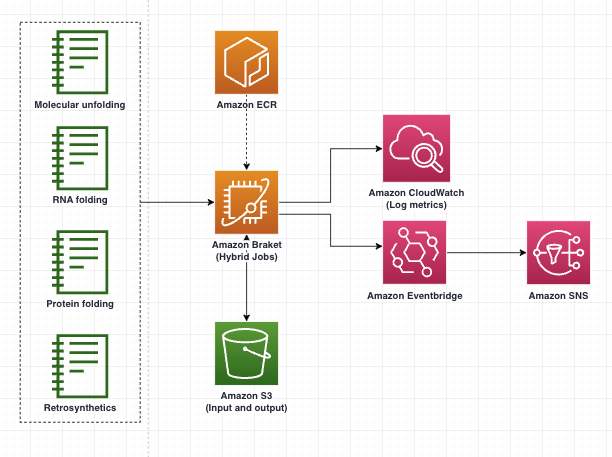 Molecular unfolding
RNA folding
Protein folding
Retrosynthetics
Amazon ECR
Amazon Braket
(Hybrid Jobs)
Amazon S3
(Input and output)
Amazon CloudWatch
(Log metrics)
Amazon Eventbridge
Amazon SNS